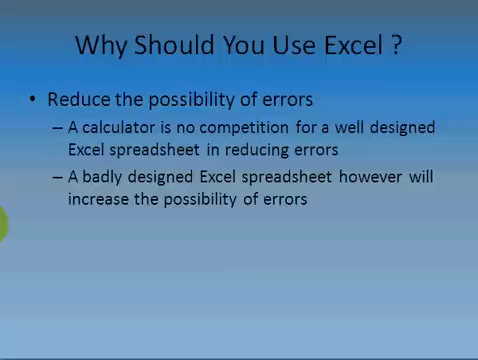 Why Should You Use Excel ?
• Reduce the possibility of errors
– A calculator is no competition for a well designed
Excel spreadsheet in reducing errors
– A badly designed Excel spreadsheet however will
increase the possibility of errors